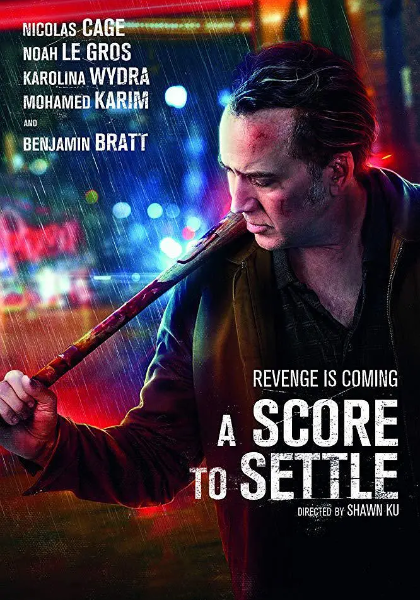 NICOLAS CAGE
NOAH LE GROS
KAROLINA WYDRA
MOHAMED KARIM
AND
BENJAMIN BRATT
REVENGE IS COMING
A SCORE
TO SETTLE
DIRECTED BY SHAWN KU